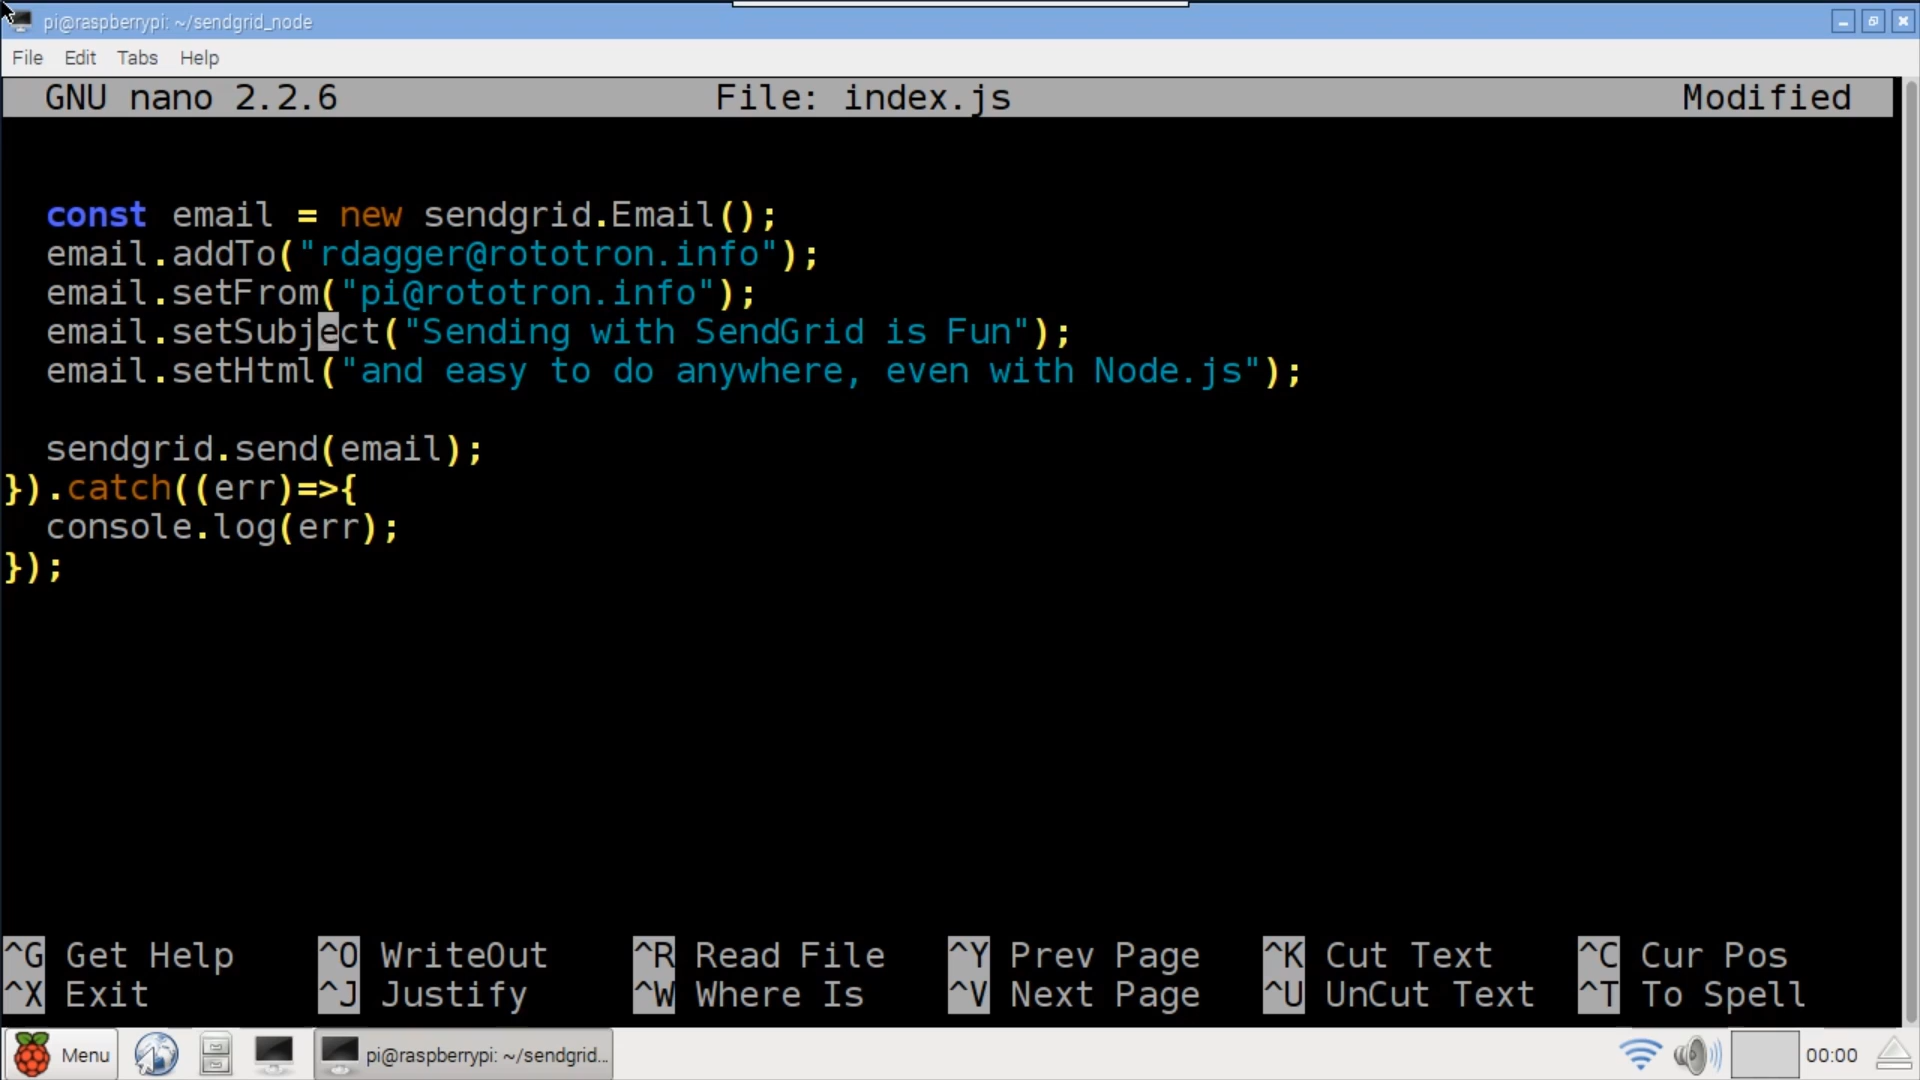 pi@raspberrypi: ~/sendgrid_node
File Edit Tabs Help
GNU nano 2.2.6 File: index.js Modified
const email = new sendgrid.Email();
email.addTo("rdagger@rototron.info");
email.setFrom("pi@rototron.info");
email.setSubject("Sending with SendGrid is Fun");
email.setHtml("and easy to do anywhere, even with Node.js");
sendgrid.send(email);
}).catch((err)=>{
console.log(err);
});
^G Get Help ^O WriteOut ^R Read File ^Y Prev Page ^K Cut Text ^C Cur Pos
^X Exit ^J Justify ^W Where Is ^V Next Page ^U UnCut Text ^T To Spell
Menu pi@raspberrypi: ~/sendgrid... 00:00